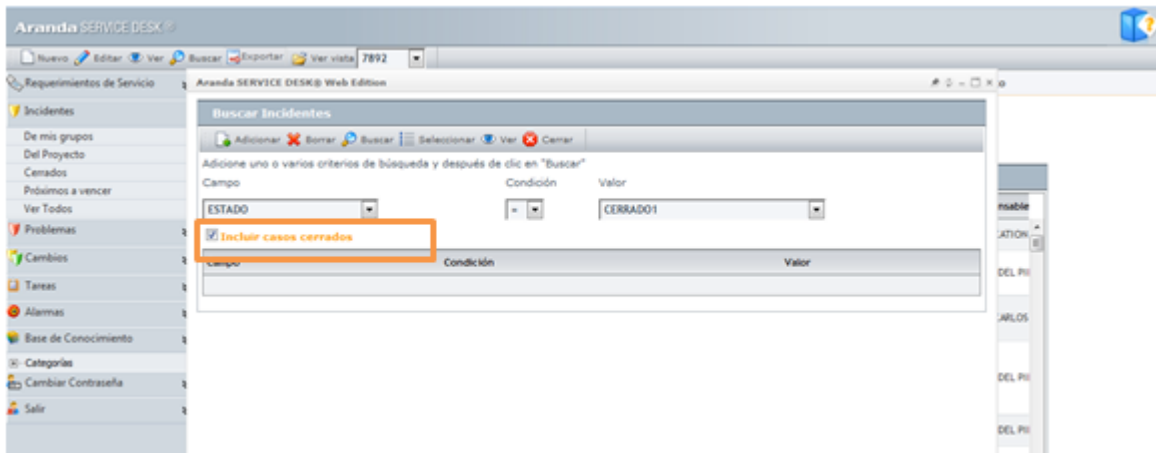 Aranda SERVICE DESK ®
Nuevo Editar Ver Buscar Exportar Ver vista 7892
Requerimientos de Servicio
Aranda SERVICE DESK® Web Edition
o
Incidentes
Buscar Incidentes
De mis grupos
Adicionar Borrar Buscar Seleccionar Ver Cerrar
Del Proyecto
Adicione uno o varios criterios de búsqueda y después de clic en "Buscar"
Cerrados
Campo Condición Valor
Próximos a vencer
Ver Todos
ESTADO = CERRADO1
nsable
Problemas
Incluir casos cerrados
ATION
Cambios
Campo Condición Valor
Tareas
DEL PI
Alarmas
CARLOS
Base de Conocimiento
Categorías
Cambiar Contraseña
DEL PI
Salir
DEL PI